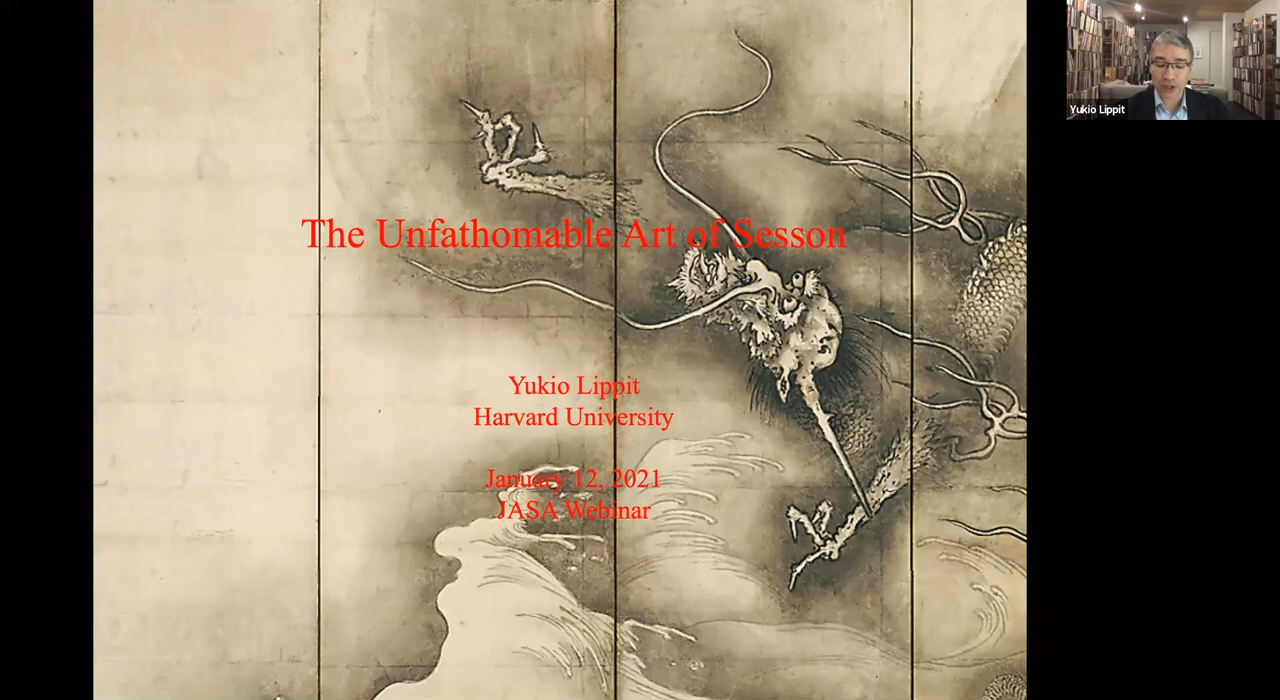 The Unfathomable Art of Sesson
Yukio Lippit
Harvard University
January 12, 2021
JASA Webinar
Yukio Lippit